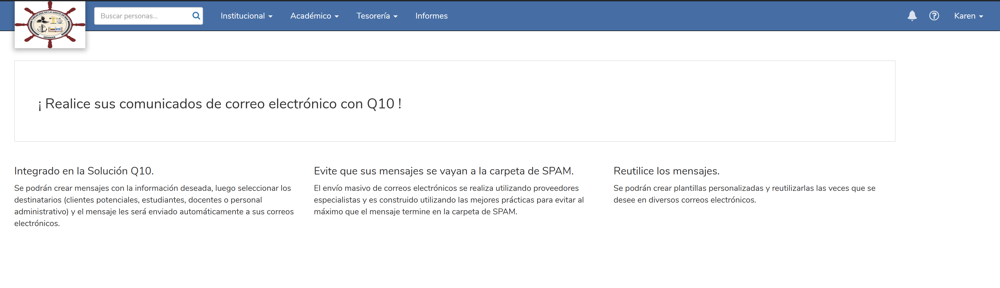 FUNDACIÓN DE LA GENTE DE MAR
GENMAR
Buscar personas...
Institucional
Académico
Tesorería
Informes
Karen
¡ Realice sus comunicados de correo electrónico con Q10 !
Integrado en la Solución Q10.
Se podrán crear mensajes con la información deseada, luego seleccionar los
destinatarios (clientes potenciales, estudiantes, docentes o personal
administrativo) y el mensaje les será enviado automáticamente a sus correos
electrónicos.
Evite que sus mensajes se vayan a la carpeta de SPAM.
El envío masivo de correos electrónicos se realiza utilizando proveedores
especialistas y es construido utilizando las mejores prácticas para evitar al
máximo que el mensaje termine en la carpeta de SPAM.
Reutilice los mensajes.
Se podrán crear plantillas personalizadas y reutilizarlas las veces que se
desee en diversos correos electrónicos.